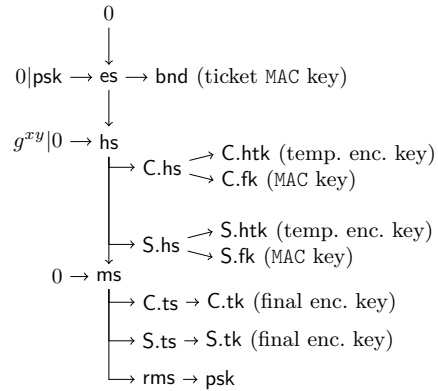 0
0|psk → es → bnd (ticket MAC key)
g^{xy}|0 → hs
C.hs
C.htk (temp. enc. key)
C.fk (MAC key)
S.hs
S.htk (temp. enc. key)
S.fk (MAC key)
0 → ms
C.ts → C.tk (final enc. key)
S.ts → S.tk (final enc. key)
rms → psk